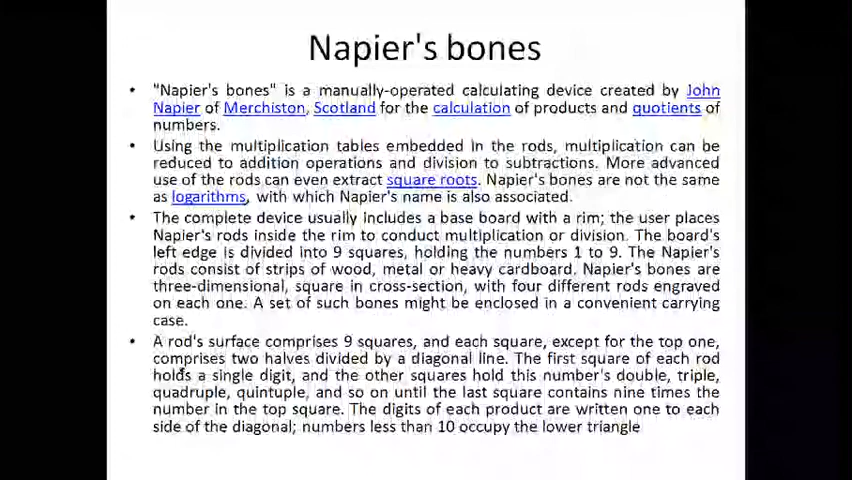 Napier's bones
• "Napier's bones" is a manually-operated calculating device created by John
Napier of Merchiston, Scotland for the calculation of products and quotients of
numbers.
• Using the multiplication tables embedded in the rods, multiplication can be
reduced to addition operations and division to subtractions. More advanced
use of the rods can even extract square roots. Napier's bones are not the same
as logarithms, with which Napier's name is also associated.
• The complete device usually includes a base board with a rim; the user places
Napier's rods inside the rim to conduct multiplication or division. The board's
left edge is divided into 9 squares, holding the numbers 1 to 9. The Napier's
rods consist of strips of wood, metal or heavy cardboard. Napier's bones are
three-dimensional, square in cross-section, with four different rods engraved
on each one. A set of such bones might be enclosed in a convenient carrying
case.
• A rod's surface comprises 9 squares, and each square, except for the top one,
comprises two halves divided by a diagonal line. The first square of each rod
holds a single digit, and the other squares hold this number's double, triple,
quadruple, quintuple, and so on until the last square contains nine times the
number in the top square. The digits of each product are written one to each
side of the diagonal; numbers less than 10 occupy the lower triangle